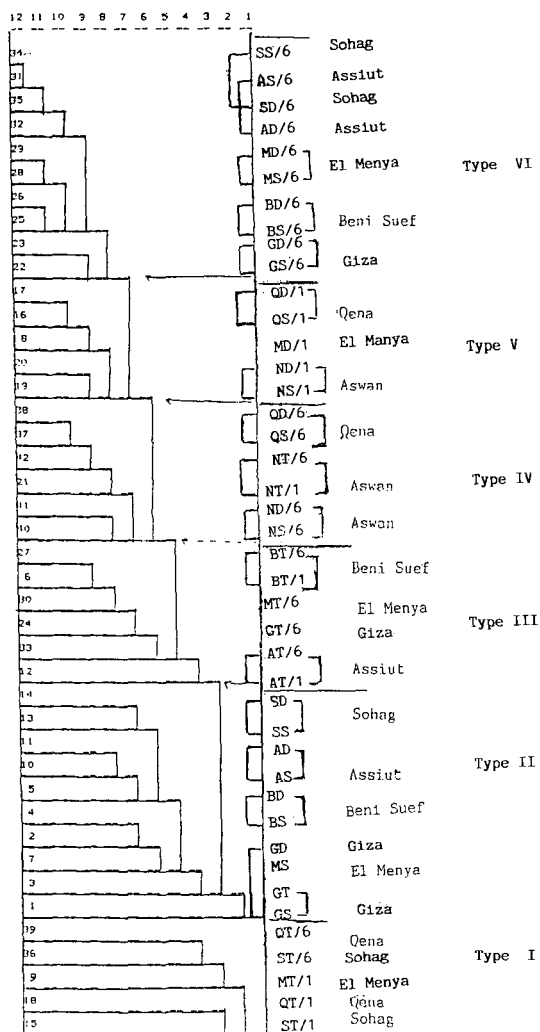 12 11 10 9 8 7 6 5 4 3 2 1
34 SS/6 Sohag
31 AS/6 Assiut
35 SD/6 Sohag
32 AD/6 Assiut
29 MD/6
28 MS/6 El Menya Type VI
26 BD/6
25 BS/6 Beni Suef
23 GD/6
22 GS/6 Giza
17 QD/1
16 QS/1 Qena
8 MD/1 El Manya Type V
20 ND/1
19 NS/1 Aswan
38 QD/6
37 QS/6 Qena
42 NT/6
21 NT/1 Aswan Type IV
41 ND/6
40 NS/6 Aswan
27 BT/6 Beni Suef
6 BT/1
30 MT/6 El Menya
24 GT/6 Giza Type III
33 AT/6
12 AT/1 Assiut
14 SD
13 SS Sohag
11 AD
10 AS Assiut Type II
5 BD
4 BS Beni Suef
2 GD Giza
7 MS El Menya
3 GT
1 GS Giza
39 QT/6 Qena
36 ST/6 Sohag Type I
9 MT/1 El Menya
18 QT/1 Qena
15 ST/1 Sohag